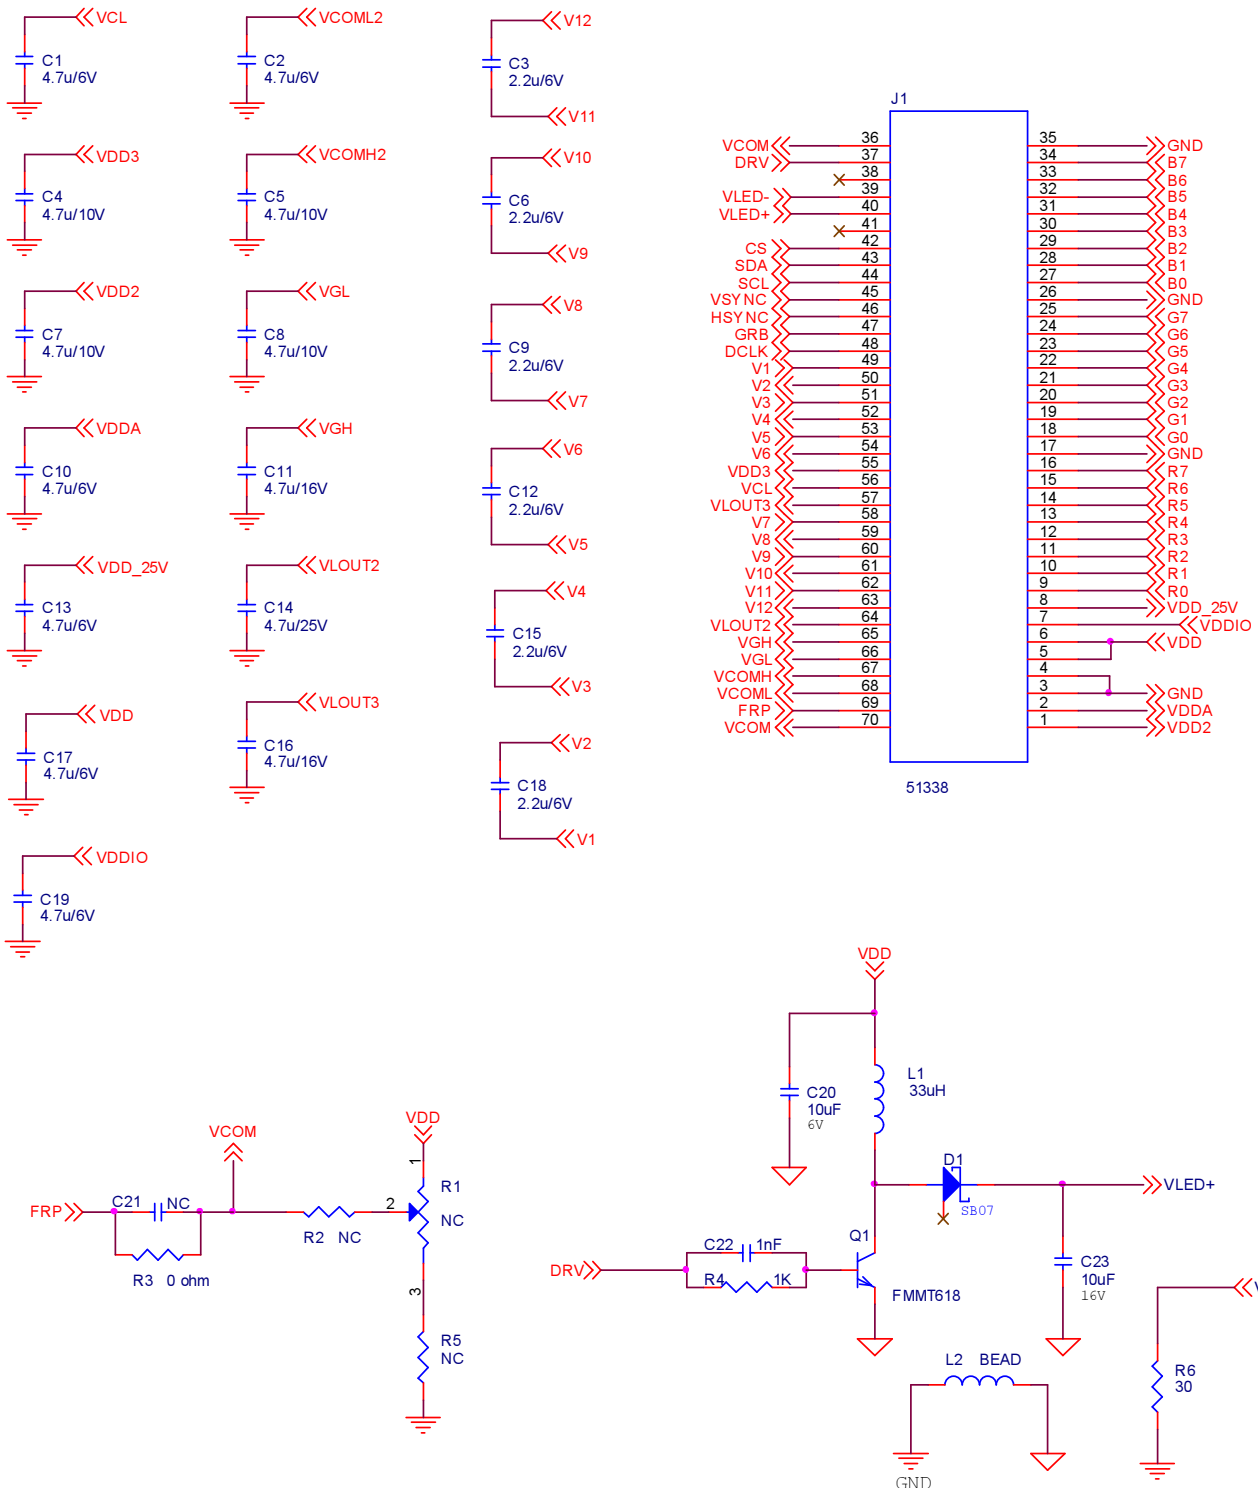 VCL
C1
4.7u/6V
VCOML2
C2
4.7u/6V
V12
C3
2.2u/6V
V11
VDD3
C4
4.7u/10V
VCOMH2
C5
4.7u/10V
V10
C6
2.2u/6V
V9
VDD2
C7
4.7u/10V
VGL
C8
4.7u/10V
V8
C9
2.2u/6V
V7
VDDA
C10
4.7u/6V
VGH
C11
4.7u/16V
V6
C12
2.2u/6V
V5
VDD_25V
C13
4.7u/6V
VLOUT2
C14
4.7u/25V
V4
C15
2.2u/6V
V3
VDD
C17
4.7u/6V
VLOUT3
C16
4.7u/16V
V2
C18
2.2u/6V
V1
VDDIO
C19
4.7u/6V
J1
VCOM 36 35 GND
DRV 37 34 B7
38 33 B6
VLED- 39 32 B5
VLED+ 40 31 B4
41 30 B3
CS 42 29 B2
SDA 43 28 B1
SCL 44 27 B0
VSYNC 45 26 GND
HSYNC 46 25 G7
GRB 47 24 G6
DCLK 48 23 G5
V1 49 22 G4
V2 50 21 G3
V3 51 20 G2
V4 52 19 G1
V5 53 18 G0
V6 54 17 GND
VDD3 55 16 R7
VCL 56 15 R6
VLOUT3 57 14 R5
V7 58 13 R4
V8 59 12 R3
V9 60 11 R2
V10 61 10 R1
V11 62 9 R0
V12 63 8 VDD_25V
VLOUT2 64 7 VDDIO
VGH 65 6 VDD
VGL 66 5
VCOMH 67 4
VCOML 68 3 GND
FRP 69 2 VDDA
VCOM 70 1 VDD2
51338
VCOM
VDD
1
FRP
C21 NC
R3 0 ohm
R2 NC
2
R1
NC
3
R5
NC
VDD
C20
10uF
6V
L1
33uH
D1
SB07
VLED+
DRV
C22 1nF
R4 1K
Q1
FMMT618
C23
10uF
16V
L2 BEAD
GND
R6
30